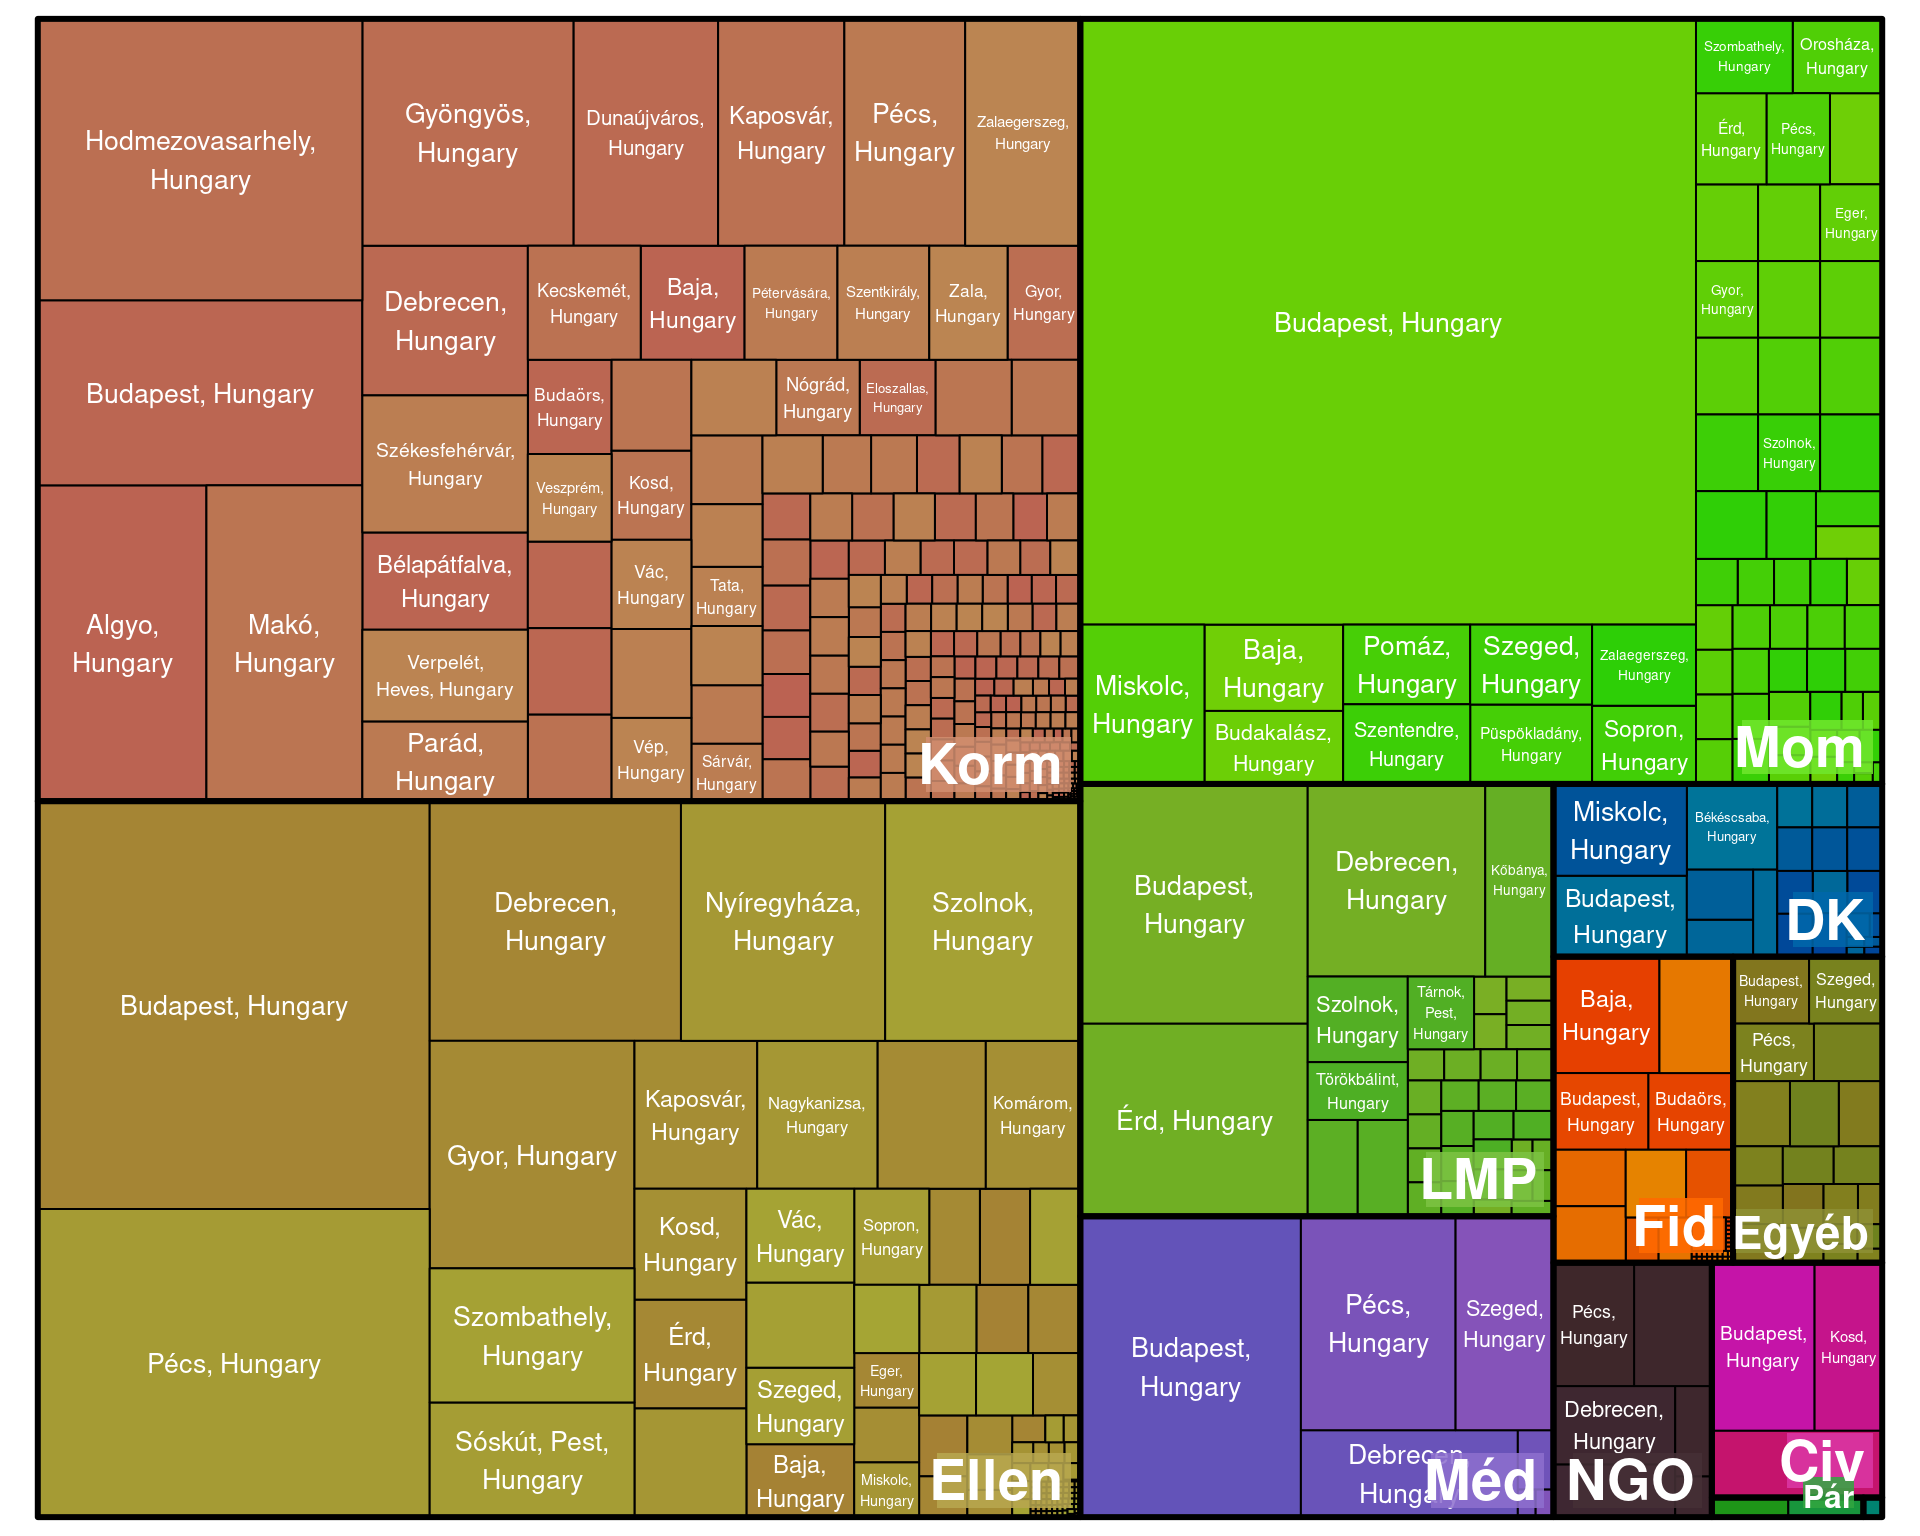 Hodmezovasarhely,
Hungary
Budapest, Hungary
Algyo,
Hungary
Makó,
Hungary
Gyöngyös,
Hungary
Dunaújváros,
Hungary
Kaposvár,
Hungary
Pécs,
Hungary
Zalaegerszeg,
Hungary
Debrecen,
Hungary
Székesfehérvár,
Hungary
Bélapátfalva,
Hungary
Verpelét,
Heves, Hungary
Parád,
Hungary
Kecskemét,
Hungary
Baja,
Hungary
Pétervására,
Hungary
Szentkirály,
Hungary
Zala,
Hungary
Gyor,
Hungary
Budaörs,
Hungary
Veszprém,
Hungary
Kosd,
Hungary
Vác,
Hungary
Vép,
Hungary
Nógrád,
Hungary
Eloszallas,
Hungary
Tata,
Hungary
Sárvár,
Hungary
Korm
Budapest, Hungary
Miskolc,
Hungary
Baja,
Hungary
Budakalász,
Hungary
Pomáz,
Hungary
Szentendre,
Hungary
Szeged,
Hungary
Püspökladány,
Hungary
Zalaegerszeg,
Hungary
Sopron,
Hungary
Szombathely,
Hungary
Orosháza,
Hungary
Érd,
Hungary
Pécs,
Hungary
Eger,
Hungary
Gyor,
Hungary
Szolnok,
Hungary
Mom
Budapest, Hungary
Pécs, Hungary
Debrecen,
Hungary
Nyíregyháza,
Hungary
Szolnok,
Hungary
Gyor, Hungary
Szombathely,
Hungary
Sóskút, Pest,
Hungary
Kaposvár,
Hungary
Nagykanizsa,
Hungary
Komárom,
Hungary
Kosd,
Hungary
Érd,
Hungary
Vác,
Hungary
Szeged,
Hungary
Baja,
Hungary
Sopron,
Hungary
Eger,
Hungary
Miskolc,
Hungary
Ellen
Budapest,
Hungary
Érd, Hungary
Debrecen,
Hungary
Kőbánya,
Hungary
Szolnok,
Hungary
Törökbálint,
Hungary
Tárnok,
Pest,
Hungary
LMP
Budapest,
Hungary
Pécs,
Hungary
Szeged,
Hungary
Debrecen,
Hungary
Méd
Miskolc,
Hungary
Budapest,
Hungary
Békéscsaba,
Hungary
DK
Baja,
Hungary
Budapest,
Hungary
Budaörs,
Hungary
Fid
Budapest,
Hungary
Szeged,
Hungary
Pécs,
Hungary
Egyéb
Pécs,
Hungary
Debrecen,
Hungary
NGO
Budapest,
Hungary
Kosd,
Hungary
Civ
Pár